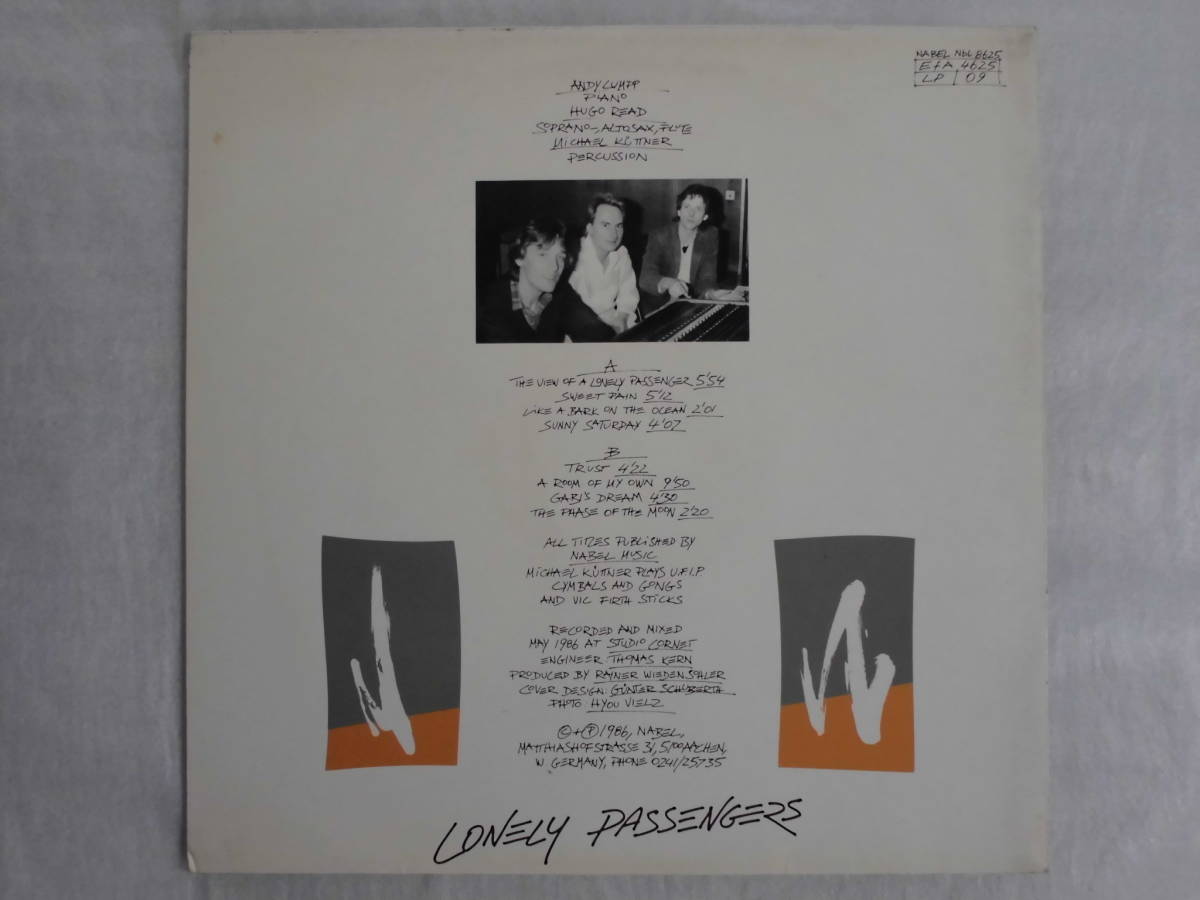 NABEL Nbl 8625
EfA 4625
LP 09
ANDY LUMPP
PIANO
HUGO READ
SOPRANO-, ALTOSAX, FLUTE
MICHAEL KÜTTNER
PERCUSSION
A
THE VIEW OF A LONELY PASSENGER 5'54
SWEET PAIN 5'12
LIKE A BARK ON THE OCEAN 2'01
SUNNY SATURDAY 4'07
B
TRUST 4'22
A ROOM OF MY OWN 9'50
GABI'S DREAM 4'30
THE PHASE OF THE MOON 2'20
ALL TITLES PUBLISHED BY
NABEL MUSIC
MICHAEL KÜTTNER PLAYS U.F.I.P.
CYMBALS AND GONGS
AND VIC FIRTH STICKS
RECORDED AND MIXED
MAY 1986 AT STUDIO CORNET
ENGINEER: THOMAS KERN
PRODUCED BY RAINER WIEDENSOHLER
COVER DESIGN: GÜNTER SCHUBERTH
PHOTO: HYOU VIELZ
©+℗ 1986, NABEL,
MATTHIASHOFSTRASSE 31, 5100 AACHEN,
W GERMANY, PHONE 0241/25735
LONELY PASSENGERS